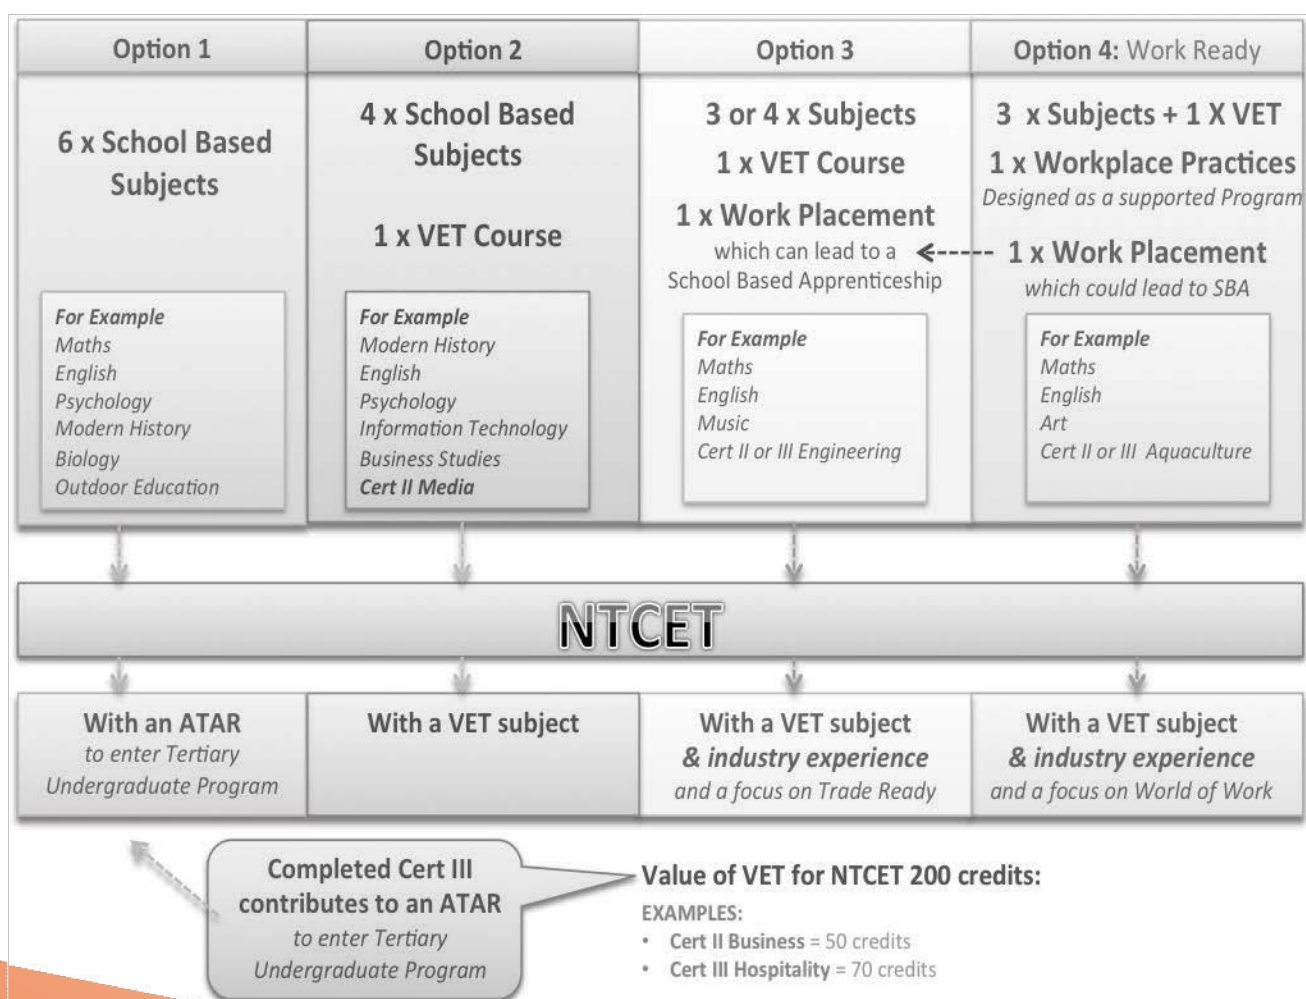 Option 1
6 x School Based
Subjects
For Example
Maths
English
Psychology
Modern History
Biology
Outdoor Education
Option 2
4 x School Based
Subjects
1 x VET Course
For Example
Modern History
English
Psychology
Information Technology
Business Studies
Cert II Media
Option 3
3 or 4 x Subjects
1 x VET Course
1 x Work Placement
which can lead to a
School Based Apprenticeship
For Example
Maths
English
Music
Cert II or III Engineering
Option 4: Work Ready
3 x Subjects + 1 X VET
1 x Workplace Practices
Designed as a supported Program
1 x Work Placement
which could lead to SBA
For Example
Maths
English
Art
Cert II or III Aquaculture
NTCET
With an ATAR
to enter Tertiary
Undergraduate Program
With a VET subject
With a VET subject
& industry experience
and a focus on Trade Ready
With a VET subject
& industry experience
and a focus on World of Work
Completed Cert III
contributes to an ATAR
to enter Tertiary
Undergraduate Program
Value of VET for NTCET 200 credits:
EXAMPLES:
• Cert II Business = 50 credits
• Cert III Hospitality = 70 credits